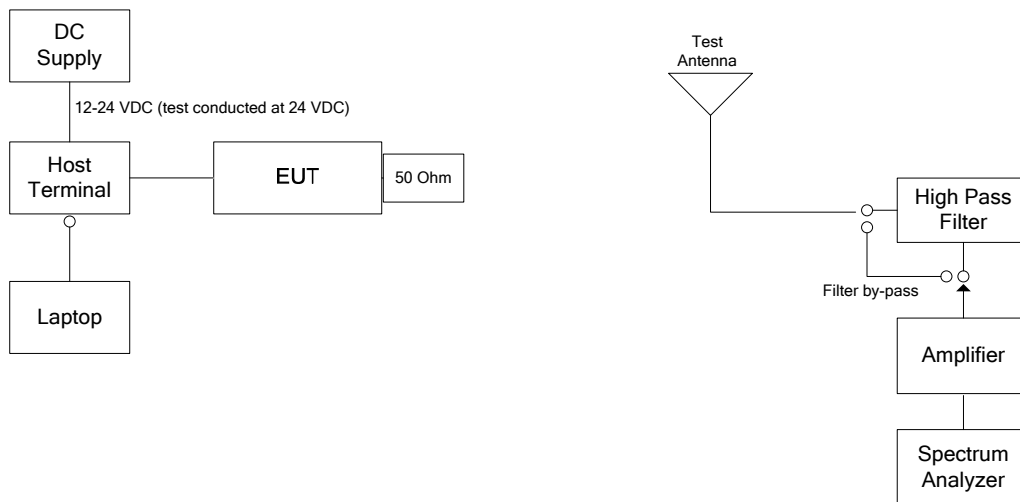 DC
Supply
12-24 VDC (test conducted at 24 VDC)
Host
Terminal
EUT
50 Ohm
Laptop
Test
Antenna
High Pass
Filter
Filter by-pass
Amplifier
Spectrum
Analyzer